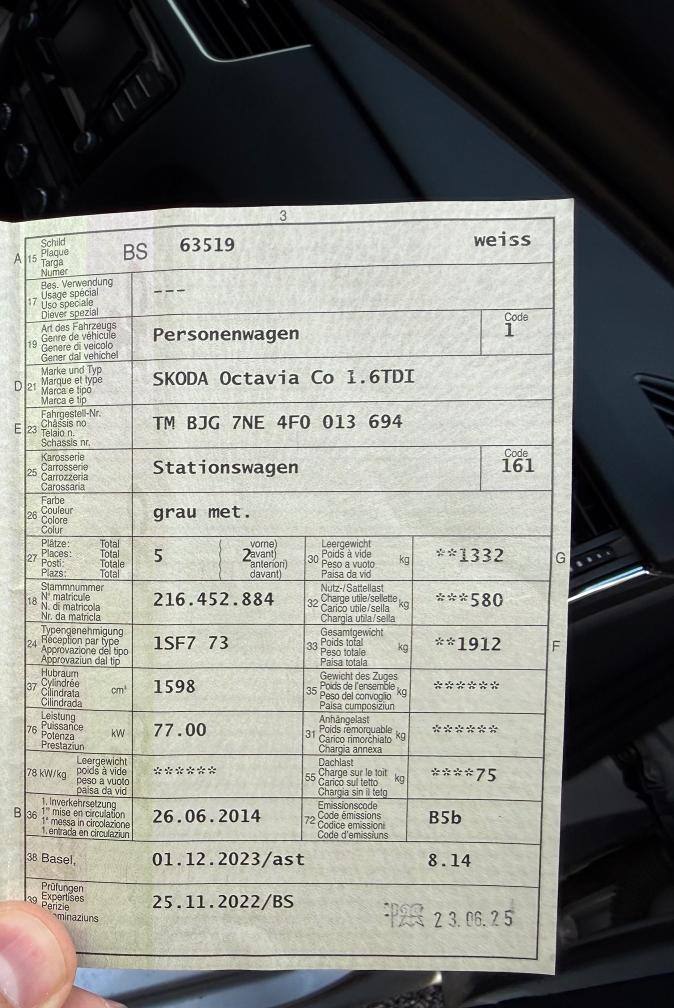 3
A 15 Schild Plaque Targa Numer BS 63519 weiss
17 Bes. Verwendung Usage spécial Uso speciale Diever spezial ---
19 Art des Fahrzeugs Genre de véhicule Genere di veicolo Gener dal vehichel Personenwagen Code 1
D 21 Marke und Typ Marque et type Marca e tipo Marca e tip SKODA Octavia Co 1.6TDI
E 23 Fahrgestell-Nr. Châssis no Telaio n. Schassis nr. TM BJG 7NE 4F0 013 694
25 Karosserie Carrosserie Carrozzeria Carossaria Stationswagen Code 161
26 Farbe Couleur Colore Colur grau met.
27 Plätze: Total Places: Total Posti: Totale Plazs: Total 5 2 vorne) avant) anteriori) davant) 30 Leergewicht Poids à vide Peso a vuoto Paisa da vid kg **1332 G
18 Stammnummer N° matricule N. di matricola Nr. da matricla 216.452.884 32 Nutz-/Sattellast Charge utile/sellette Carico utile/sella Chargia utila/sella kg ***580
24 Typengenehmigung Réception par type Approvazione del tipo Approvaziun dal tip 1SF7 73 33 Gesamtgewicht Poids total Peso totale Paisa totala kg **1912 F
37 Hubraum Cylindrée Cilindrata Cilindrada cm³ 1598 35 Gewicht des Zuges Poids de l'ensemble Peso del convoglio Paisa cumposiziun kg ******
76 Leistung Puissance Potenza Prestaziun kW 77.00 31 Anhängelast Poids remorquable Carico rimorchiato Chargia annexa kg ******
78 kW/kg Leergewicht poids à vide peso a vuoto paisa da vid ****** 55 Dachlast Charge sur le toit Carico sul tetto Chargia sin il tetg kg ****75
B 36 1. Inverkehrsetzung 1re mise en circulation 1a messa in circolazione 1. entrada en circulaziun 26.06.2014 72 Emissionscode Code émissions Codice emissioni Code d'emissiuns B5b
38 Basel, 01.12.2023/ast 8.14
39 Prüfungen Expertises Perizie 25.11.2022/BS 23.06.25